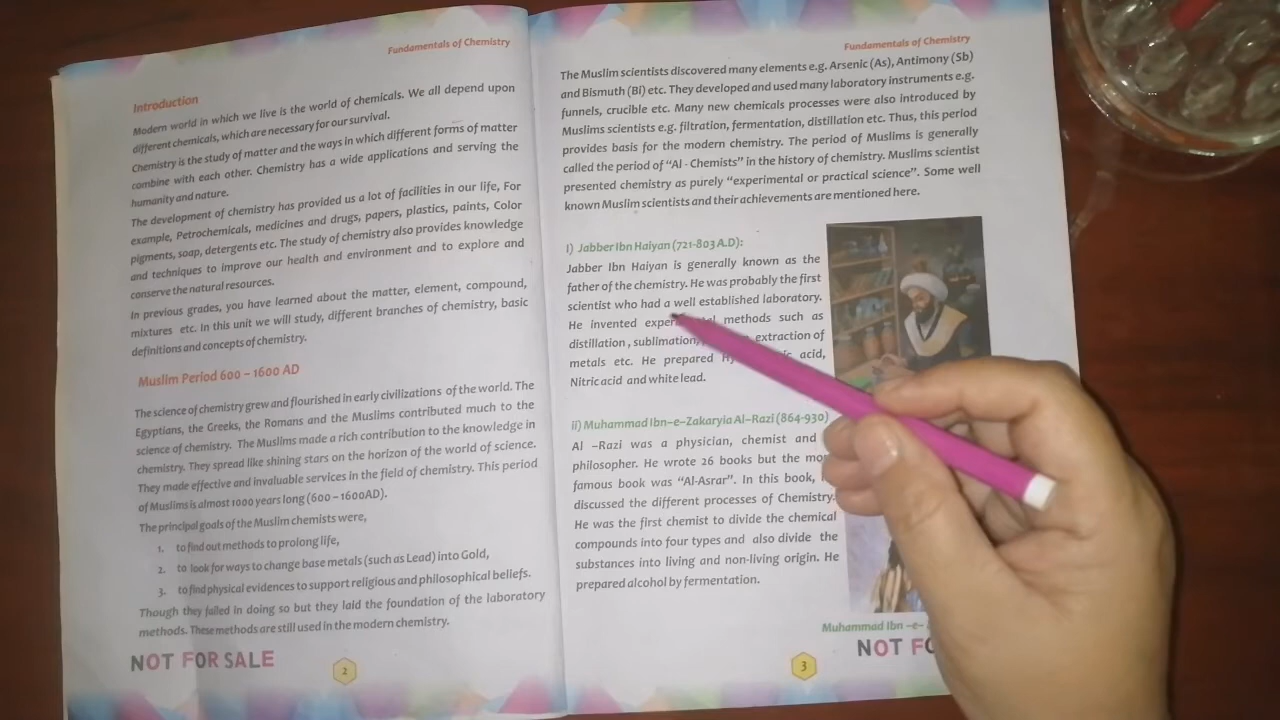 Fundamentals of Chemistry
Introduction
Modern world in which we live is the world of chemicals. We all depend upon
different chemicals, which are necessary for our survival.
Chemistry is the study of matter and the ways in which different forms of matter
combine with each other. Chemistry has a wide applications and serving the
humanity and nature.
The development of chemistry has provided us a lot of facilities in our life, For
example, Petrochemicals, medicines and drugs, papers, plastics, paints, Color
pigments, soap, detergents etc. The study of chemistry also provides knowledge
and techniques to improve our health and environment and to explore and
conserve the natural resources.
In previous grades, you have learned about the matter, element, compound,
mixtures etc. In this unit we will study, different branches of chemistry, basic
definitions and concepts of chemistry.
Muslim Period 600 – 1600 AD
The science of chemistry grew and flourished in early civilizations of the world. The
Egyptians, the Greeks, the Romans and the Muslims contributed much to the
science of chemistry. The Muslims made a rich contribution to the knowledge in
chemistry. They spread like shining stars on the horizon of the world of science.
They made effective and invaluable services in the field of chemistry. This period
of Muslims is almost 1000 years long (600 – 1600AD).
The principal goals of the Muslim chemists were,
1. to find out methods to prolong life,
2. to look for ways to change base metals (such as Lead) into Gold,
3. to find physical evidences to support religious and philosophical beliefs.
Though they failed in doing so but they laid the foundation of the laboratory
methods. These methods are still used in the modern chemistry.
NOT FOR SALE
2
Fundamentals of Chemistry
The Muslim scientists discovered many elements e.g. Arsenic (As), Antimony (Sb)
and Bismuth (Bi) etc. They developed and used many laboratory instruments e.g.
funnels, crucible etc. Many new chemicals processes were also introduced by
Muslims scientists e.g. filtration, fermentation, distillation etc. Thus, this period
provides basis for the modern chemistry. The period of Muslims is generally
called the period of “Al - Chemists” in the history of chemistry. Muslims scientist
presented chemistry as purely “experimental or practical science”. Some well
known Muslim scientists and their achievements are mentioned here.
i) Jabber Ibn Haiyan (721-803 A.D):
Jabber Ibn Haiyan is generally known as the
father of the chemistry. He was probably the first
scientist who had a well established laboratory.
He invented methods such as
distillation , sublimation, extraction of
metals etc. He prepared acid,
Nitric acid and white lead.
ii) Muhammad Ibn–e–Zakaryia Al–Razi (864-930)
Al –Razi was a physician, chemist and
philosopher. He wrote 26 books but the
famous book was “Al-Asrar”. In this book,
discussed the different processes of Chemistry.
He was the first chemist to divide the chemical
compounds into four types and also divide the
substances into living and non-living origin. He
prepared alcohol by fermentation.
Muhammad Ibn –e–
NOT
3